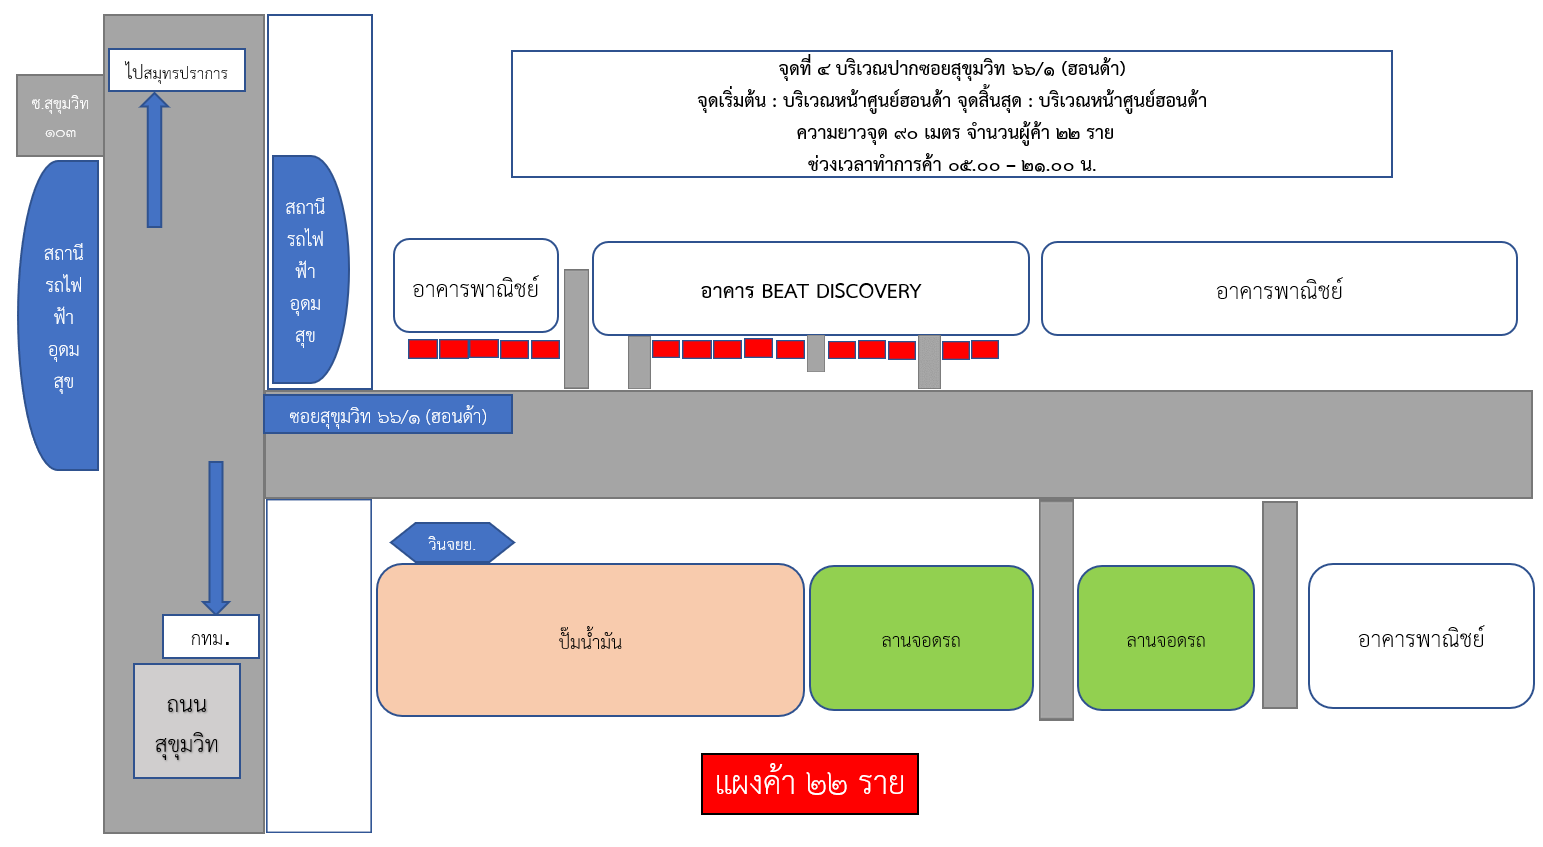 จุดที่ ๔ บริเวณปากซอยสุขุมวิท ๖๖/๑ (ฮอนด้า)
จุดเริ่มต้น : บริเวณหน้าศูนย์ฮอนด้า จุดสิ้นสุด : บริเวณหน้าศูนย์ฮอนด้า
ความยาวจุด ๙๐ เมตร จำนวนผู้ค้า ๒๒ ราย
ช่วงเวลาทำการค้า ๐๕.๐๐ – ๒๑.๐๐ น.
ไปสมุทรปราการ
ซ.สุขุมวิท
๑๐๓
สถานี
รถไฟ
ฟ้า
อุดม
สุข
สถานี
รถไฟ
ฟ้า
อุดม
สุข
อาคารพาณิชย์
อาคาร BEAT DISCOVERY
อาคารพาณิชย์
ซอยสุขุมวิท ๖๖/๑ (ฮอนด้า)
วินจยย.
ปั๊มน้ำมัน
ลานจอดรถ
ลานจอดรถ
อาคารพาณิชย์
กทม.
ถนน
สุขุมวิท
แผงค้า ๒๒ ราย